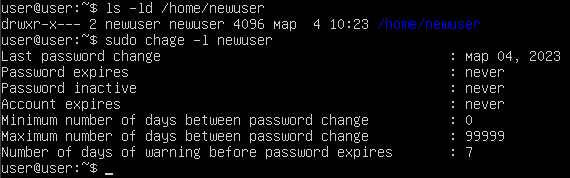 user@user:~$ ls -ld /home/newuser
drwxr-x--- 2 newuser newuser 4096 мар  4 10:23 /home/newuser
user@user:~$ sudo chage -l newuser
Last password change                                    : мар 04, 2023
Password expires                                        : never
Password inactive                                       : never
Account expires                                         : never
Minimum number of days between password change          : 0
Maximum number of days between password change          : 99999
Number of days of warning before password expires       : 7
user@user:~$ _